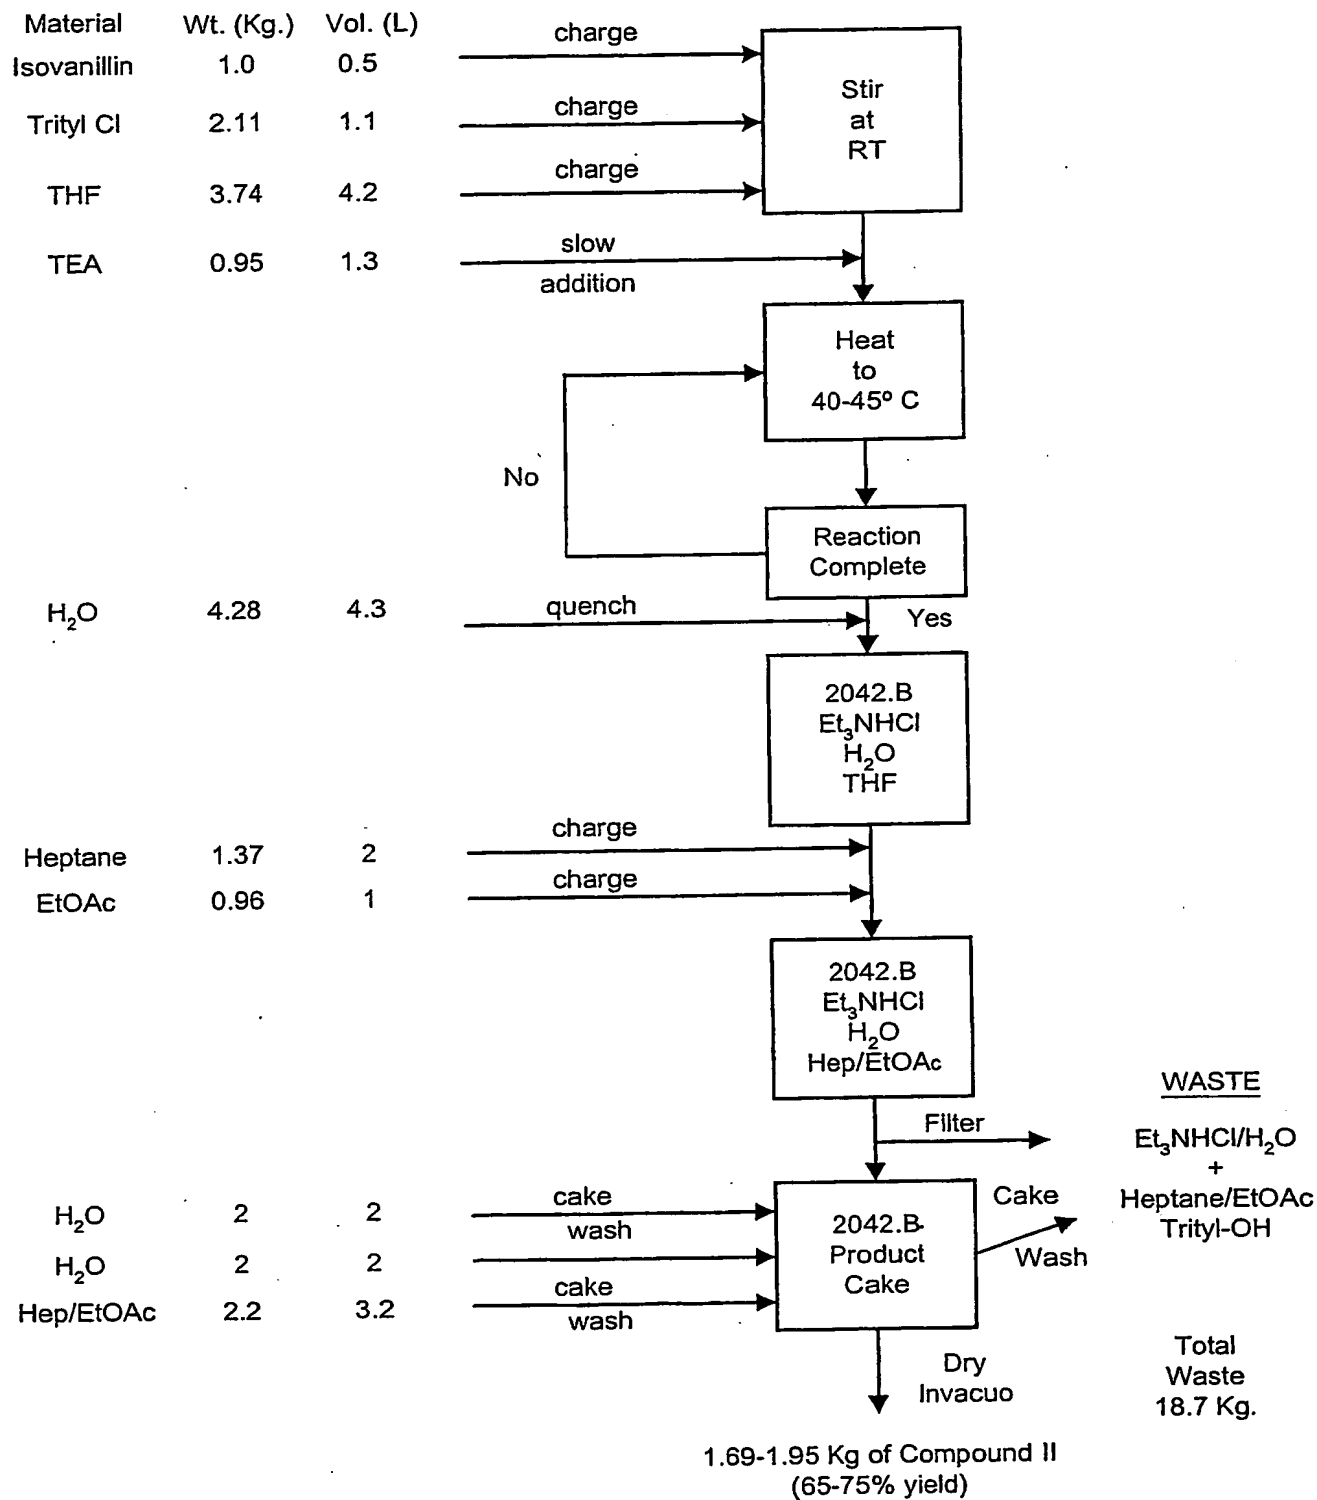 Material Wt. (Kg.) Vol. (L)
Isovanillin 1.0 0.5 charge
Trityl Cl 2.11 1.1 charge
THF 3.74 4.2 charge
Stir
at
RT
TEA 0.95 1.3 slow
addition
Heat
to
40-45º C
No
Reaction
Complete
H₂O 4.28 4.3 quench
Yes
2042.B
Et₃NHCl
H₂O
THF
Heptane 1.37 2 charge
EtOAc 0.96 1 charge
2042.B
Et₃NHCl
H₂O
Hep/EtOAc
Filter
WASTE
Et₃NHCl/H₂O
+
Heptane/EtOAc
Trityl-OH
H₂O 2 2 cake
wash
H₂O 2 2
Hep/EtOAc 2.2 3.2 cake
wash
2042.B
Product
Cake
Cake
Wash
Dry
Invacuo
Total
Waste
18.7 Kg.
1.69-1.95 Kg of Compound II
(65-75% yield)